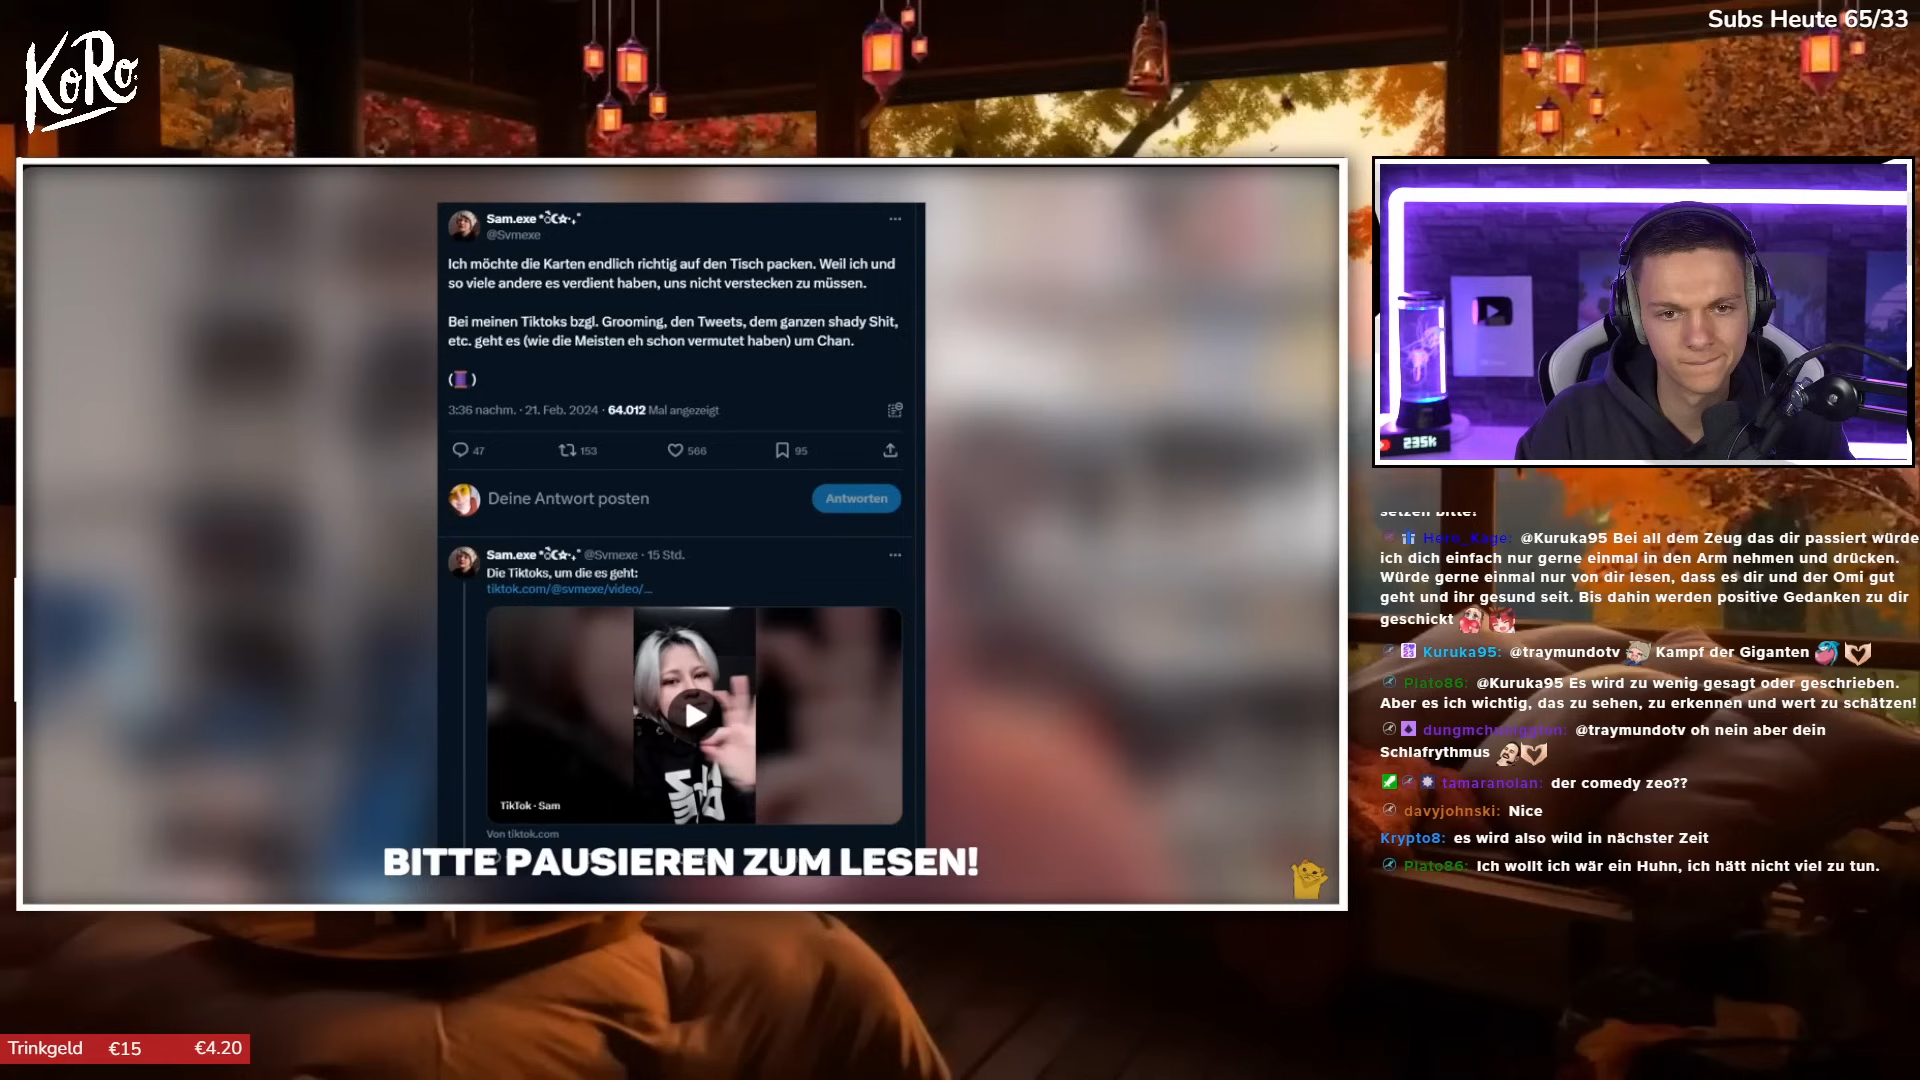 Subs Heute 65/33
KoRo
Sam.exe
@Svmexe
Ich möchte die Karten endlich richtig auf den Tisch packen. Weil ich und
so viele andere es verdient haben, uns nicht verstecken zu müssen.
Bei meinen Tiktoks bzgl. Grooming, den Tweets, dem ganzen shady Shit,
etc. geht es (wie die Meisten eh schon vermutet haben) um Chan.
(🧵)
3:36 nachm. · 21. Feb. 2024 · 64.012 Mal angezeigt
47 153 566 95
Deine Antwort posten
Antworten
Sam.exe @Svmexe · 15 Std.
Die Tiktoks, um die es geht:
tiktok.com/@svmexe/video/...
TikTok · Sam
Von tiktok.com
BITTE PAUSIEREN ZUM LESEN!
235k
setzen bitte!
Hero_Kage: @Kuruka95 Bei all dem Zeug das dir passiert würde
ich dich einfach nur gerne einmal in den Arm nehmen und drücken.
Würde gerne einmal nur von dir lesen, dass es dir und der Omi gut
geht und ihr gesund seit. Bis dahin werden positive Gedanken zu dir
geschickt
Kuruka95: @traymundotv Kampf der Giganten
Plato86: @Kuruka95 Es wird zu wenig gesagt oder geschrieben.
Aber es ich wichtig, das zu sehen, zu erkennen und wert zu schätzen!
@traymundotv oh nein aber dein
Schlafrythmus
tamaranolan: der comedy zeo??
davyjohnski: Nice
Krypto8: es wird also wild in nächster Zeit
Plato86: Ich wollt ich wär ein Huhn, ich hätt nicht viel zu tun.
Trinkgeld €15 €4.20